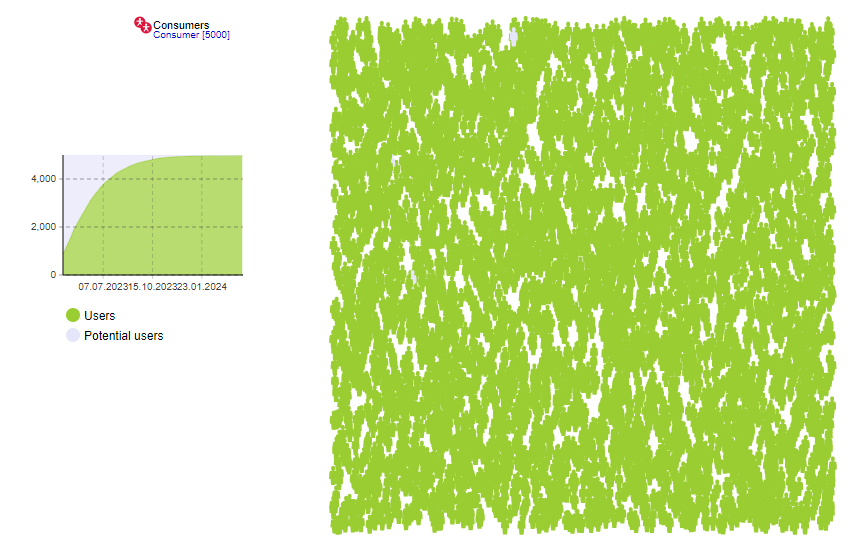 Consumers
Consumer [5000]
4,000
2,000
0
07.07.202315.10.202323.01.2024
Users
Potential users